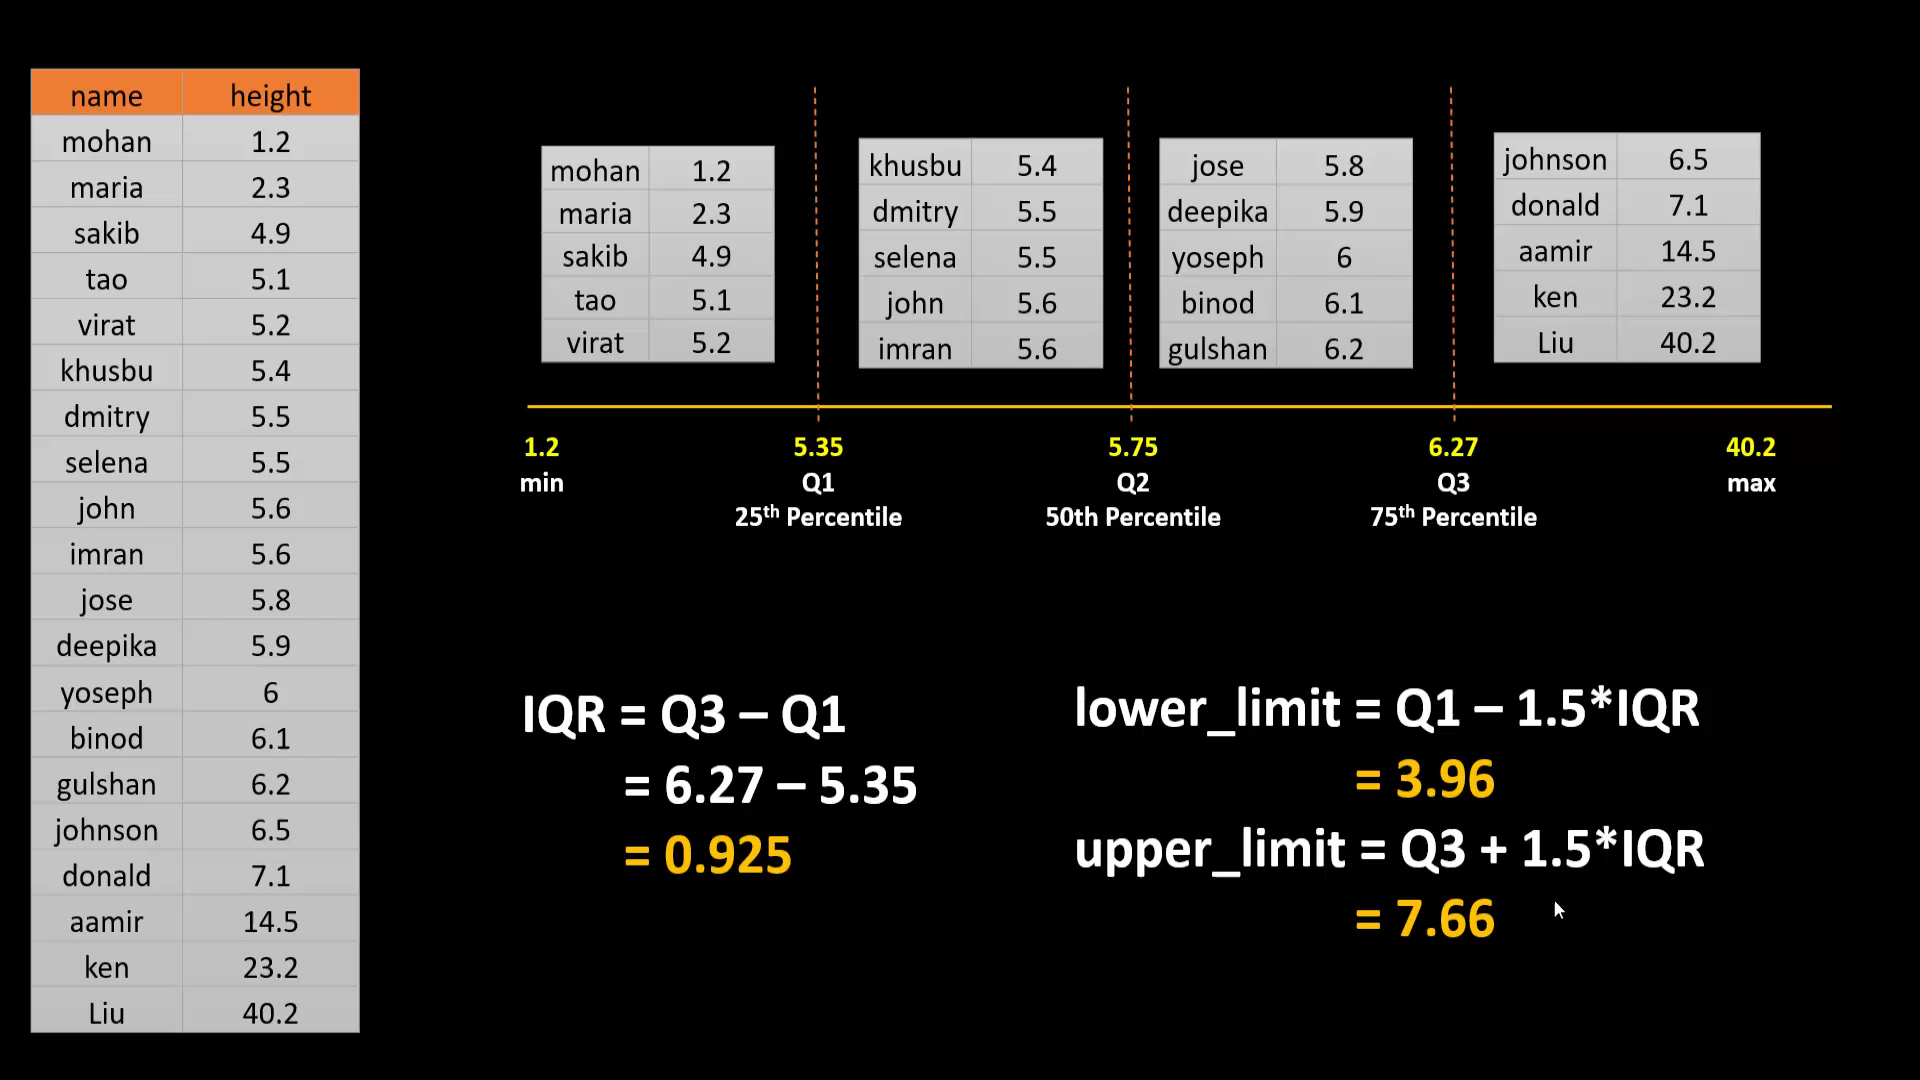 name height
mohan 1.2
maria 2.3
sakib 4.9
tao 5.1
virat 5.2
khusbu 5.4
dmitry 5.5
selena 5.5
john 5.6
imran 5.6
jose 5.8
deepika 5.9
yoseph 6
binod 6.1
gulshan 6.2
johnson 6.5
donald 7.1
aamir 14.5
ken 23.2
Liu 40.2
mohan 1.2
maria 2.3
sakib 4.9
tao 5.1
virat 5.2
khusbu 5.4
dmitry 5.5
selena 5.5
john 5.6
imran 5.6
jose 5.8
deepika 5.9
yoseph 6
binod 6.1
gulshan 6.2
johnson 6.5
donald 7.1
aamir 14.5
ken 23.2
Liu 40.2
1.2 5.35 5.75 6.27 40.2
min Q1 Q2 Q3 max
25th Percentile 50th Percentile 75th Percentile
IQR = Q3 – Q1
= 6.27 – 5.35
= 0.925
lower_limit = Q1 – 1.5*IQR
= 3.96
upper_limit = Q3 + 1.5*IQR
= 7.66